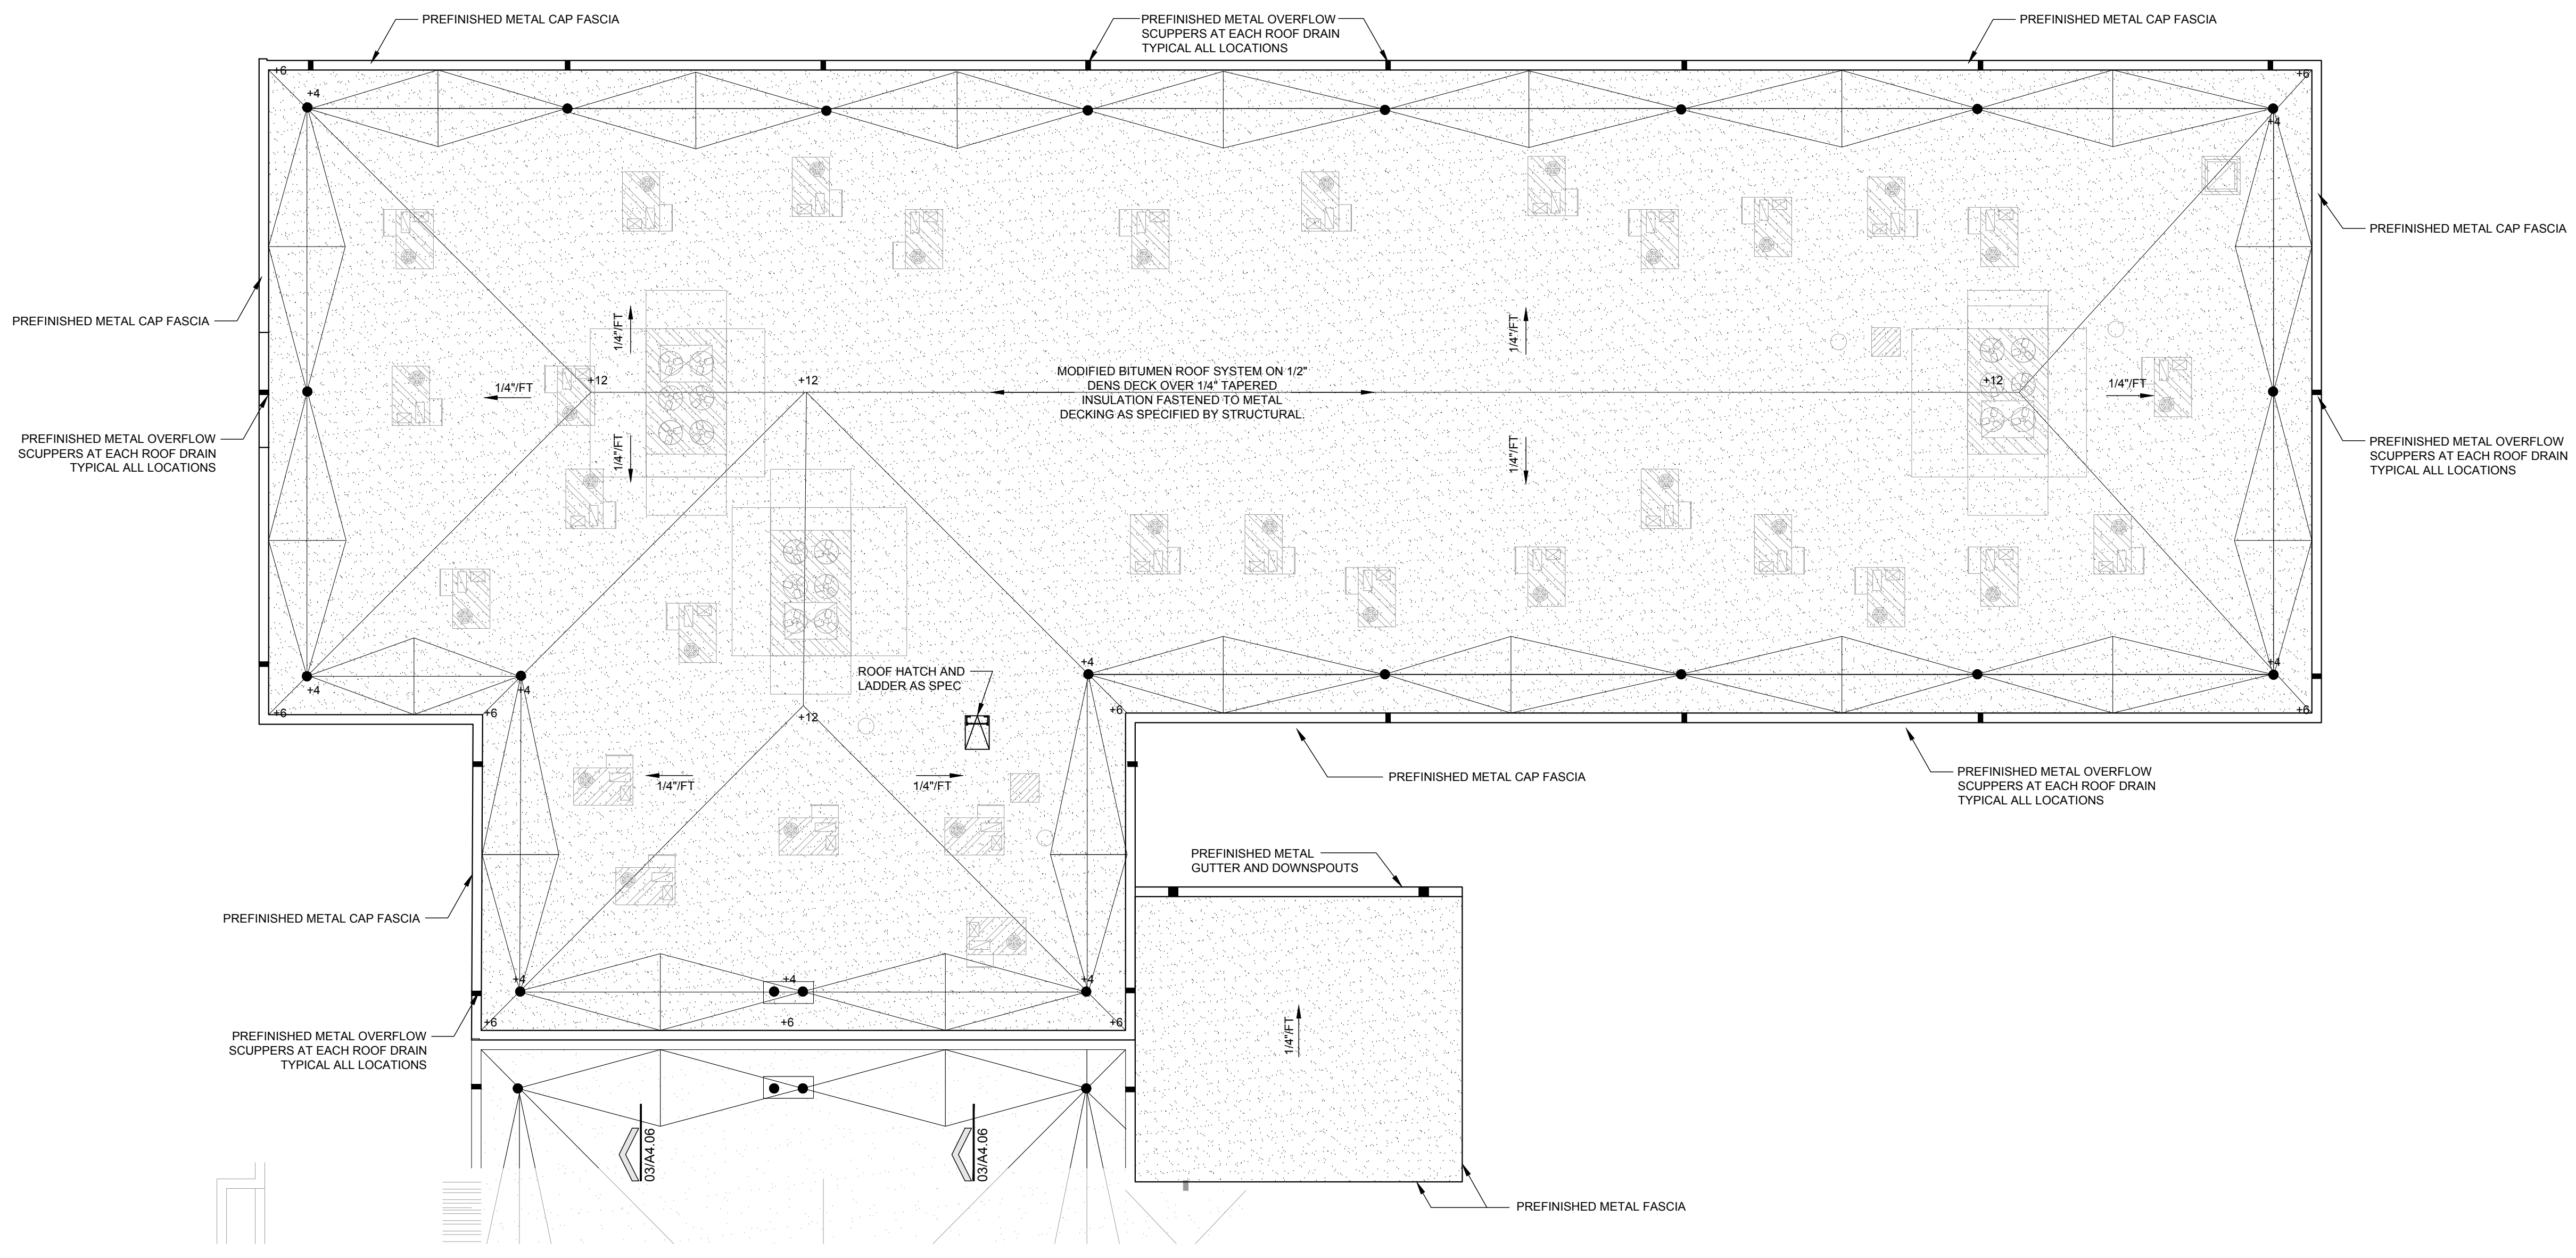 PREFINISHED METAL CAP FASCIA
PREFINISHED METAL OVERFLOW
SCUPPERS AT EACH ROOF DRAIN
TYPICAL ALL LOCATIONS
PREFINISHED METAL CAP FASCIA
+6
+6
+4
+4
PREFINISHED METAL CAP FASCIA
PREFINISHED METAL CAP FASCIA
1/4"/FT
1/4"/FT
+12
+12
+12
1/4"/FT
1/4"/FT
MODIFIED BITUMEN ROOF SYSTEM ON 1/2"
DENS DECK OVER 1/4" TAPERED
INSULATION FASTENED TO METAL
DECKING AS SPECIFIED BY STRUCTURAL.
PREFINISHED METAL OVERFLOW
SCUPPERS AT EACH ROOF DRAIN
TYPICAL ALL LOCATIONS
1/4"/FT
1/4"/FT
PREFINISHED METAL OVERFLOW
SCUPPERS AT EACH ROOF DRAIN
TYPICAL ALL LOCATIONS
ROOF HATCH AND
LADDER AS SPEC
+4
+4
+4
+4
+6
+6
+12
+6
+6
1/4"/FT
1/4"/FT
PREFINISHED METAL CAP FASCIA
PREFINISHED METAL OVERFLOW
SCUPPERS AT EACH ROOF DRAIN
TYPICAL ALL LOCATIONS
PREFINISHED METAL
GUTTER AND DOWNSPOUTS
PREFINISHED METAL CAP FASCIA
+4
+4
+4
+6
+6
+6
PREFINISHED METAL OVERFLOW
SCUPPERS AT EACH ROOF DRAIN
TYPICAL ALL LOCATIONS
1/4"/FT
03/A4.06
03/A4.06
PREFINISHED METAL FASCIA